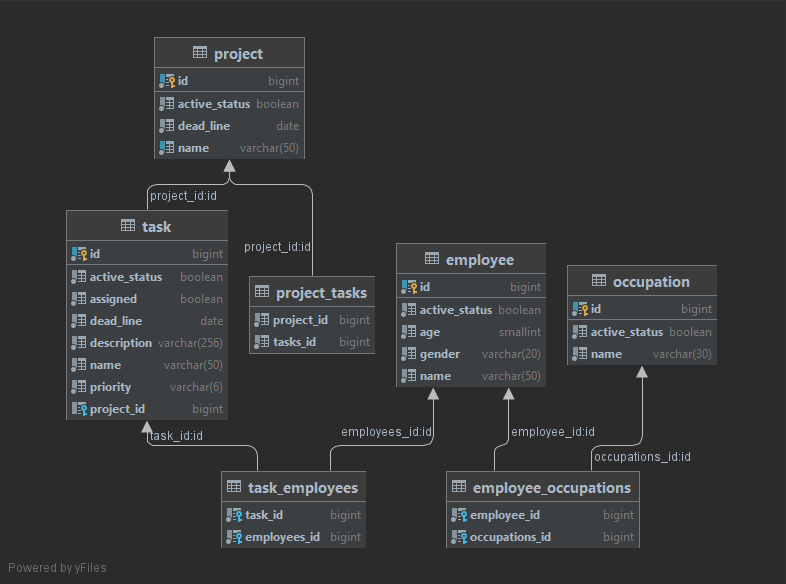 project
id bigint
active_status boolean
dead_line date
name varchar(50)
project_id:id
project_id:id
task
id bigint
active_status boolean
assigned boolean
dead_line date
description varchar(256)
name varchar(50)
priority varchar(6)
project_id bigint
project_tasks
project_id bigint
tasks_id bigint
employee
id bigint
active_status boolean
age smallint
gender varchar(20)
name varchar(50)
occupation
id bigint
active_status boolean
name varchar(30)
task_id:id
employees_id:id
employee_id:id
occupations_id:id
task_employees
task_id bigint
employees_id bigint
employee_occupations
employee_id bigint
occupations_id bigint
Powered by yFiles